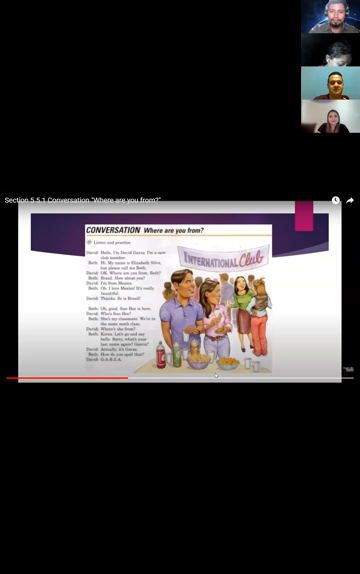 Section 5.5.1 Conversation "Where are you from?"
CONVERSATION Where are you from?
Listen and practice.
INTERNATIONAL Club
David: Hello, I'm David Garza. I'm a new
club member.
Beth: Hi. My name is Elizabeth Silva,
but please call me Beth.
David: OK. Where are you from, Beth?
Beth: Brazil. How about you?
David: I'm from Mexico.
Beth: Oh, I love Mexico! It's really
beautiful.
David: Thanks. So is Brazil!
Beth: Oh, good. Sun Hee is here.
David: Who's Sun Hee?
Beth: She's my classmate. We're in
the same math class.
David: Where's she from?
Beth: Korea. Let's go and say
hello. Sorry, what's your
last name again? Garcia?
David: Actually, it's Garza.
Beth: How do you spell that?
David: G-A-R-Z-A.